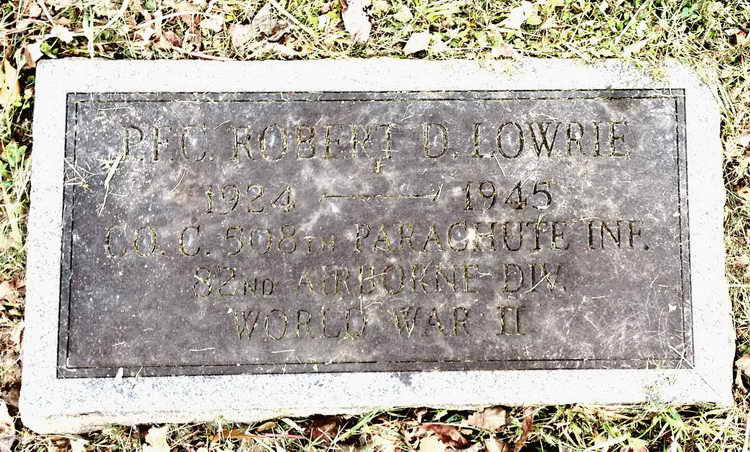 P.F.C. ROBERT D. LOWRIE
1924 — 1945
CO. C. 508TH PARACHUTE INF.
82ND AIRBORNE DIV.
WORLD WAR II